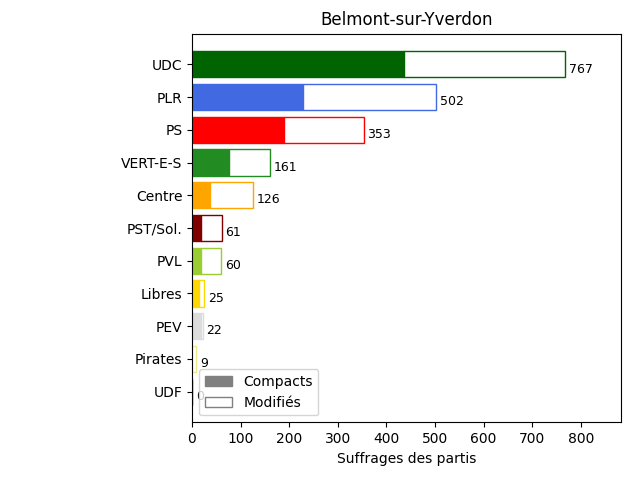 Belmont-sur-Yverdon
UDC 767
PLR 502
PS 353
VERT-E-S 161
Centre 126
PST/Sol. 61
PVL 60
Libres 25
PEV 22
Pirates 9
UDF 0
Compacts
Modifiés
0 100 200 300 400 500 600 700 800
Suffrages des partis